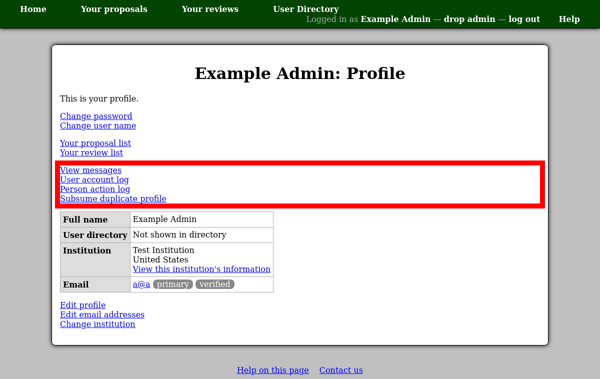 Home Your proposals Your reviews User Directory
Logged in as Example Admin — drop admin — log out Help
Example Admin: Profile
This is your profile.
Change password
Change user name
Your proposal list
Your review list
View messages
User account log
Person action log
Subsume duplicate profile
Full name Example Admin
User directory Not shown in directory
Institution Test Institution
United States
View this institution's information
Email a@a primary verified
Edit profile
Edit email addresses
Change institution
Help on this page Contact us